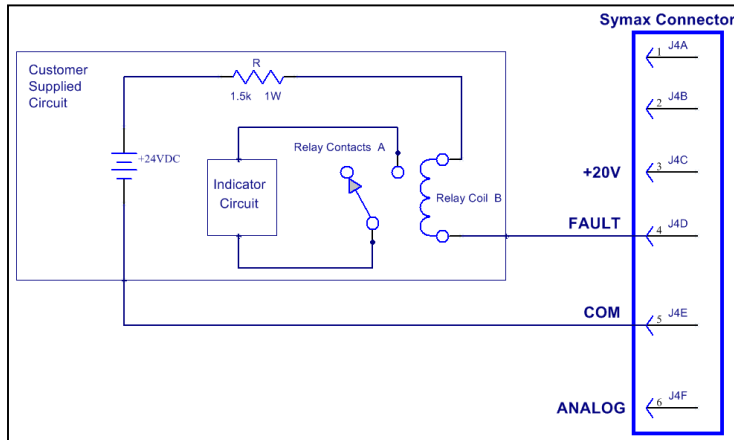 Symax Connector
Customer
Supplied
Circuit
R
1.5k 1W
+24VDC
Indicator
Circuit
Relay Contacts A
Relay Coil B
1 J4A
2 J4B
+20V
3 J4C
FAULT
4 J4D
COM
5 J4E
ANALOG
6 J4F